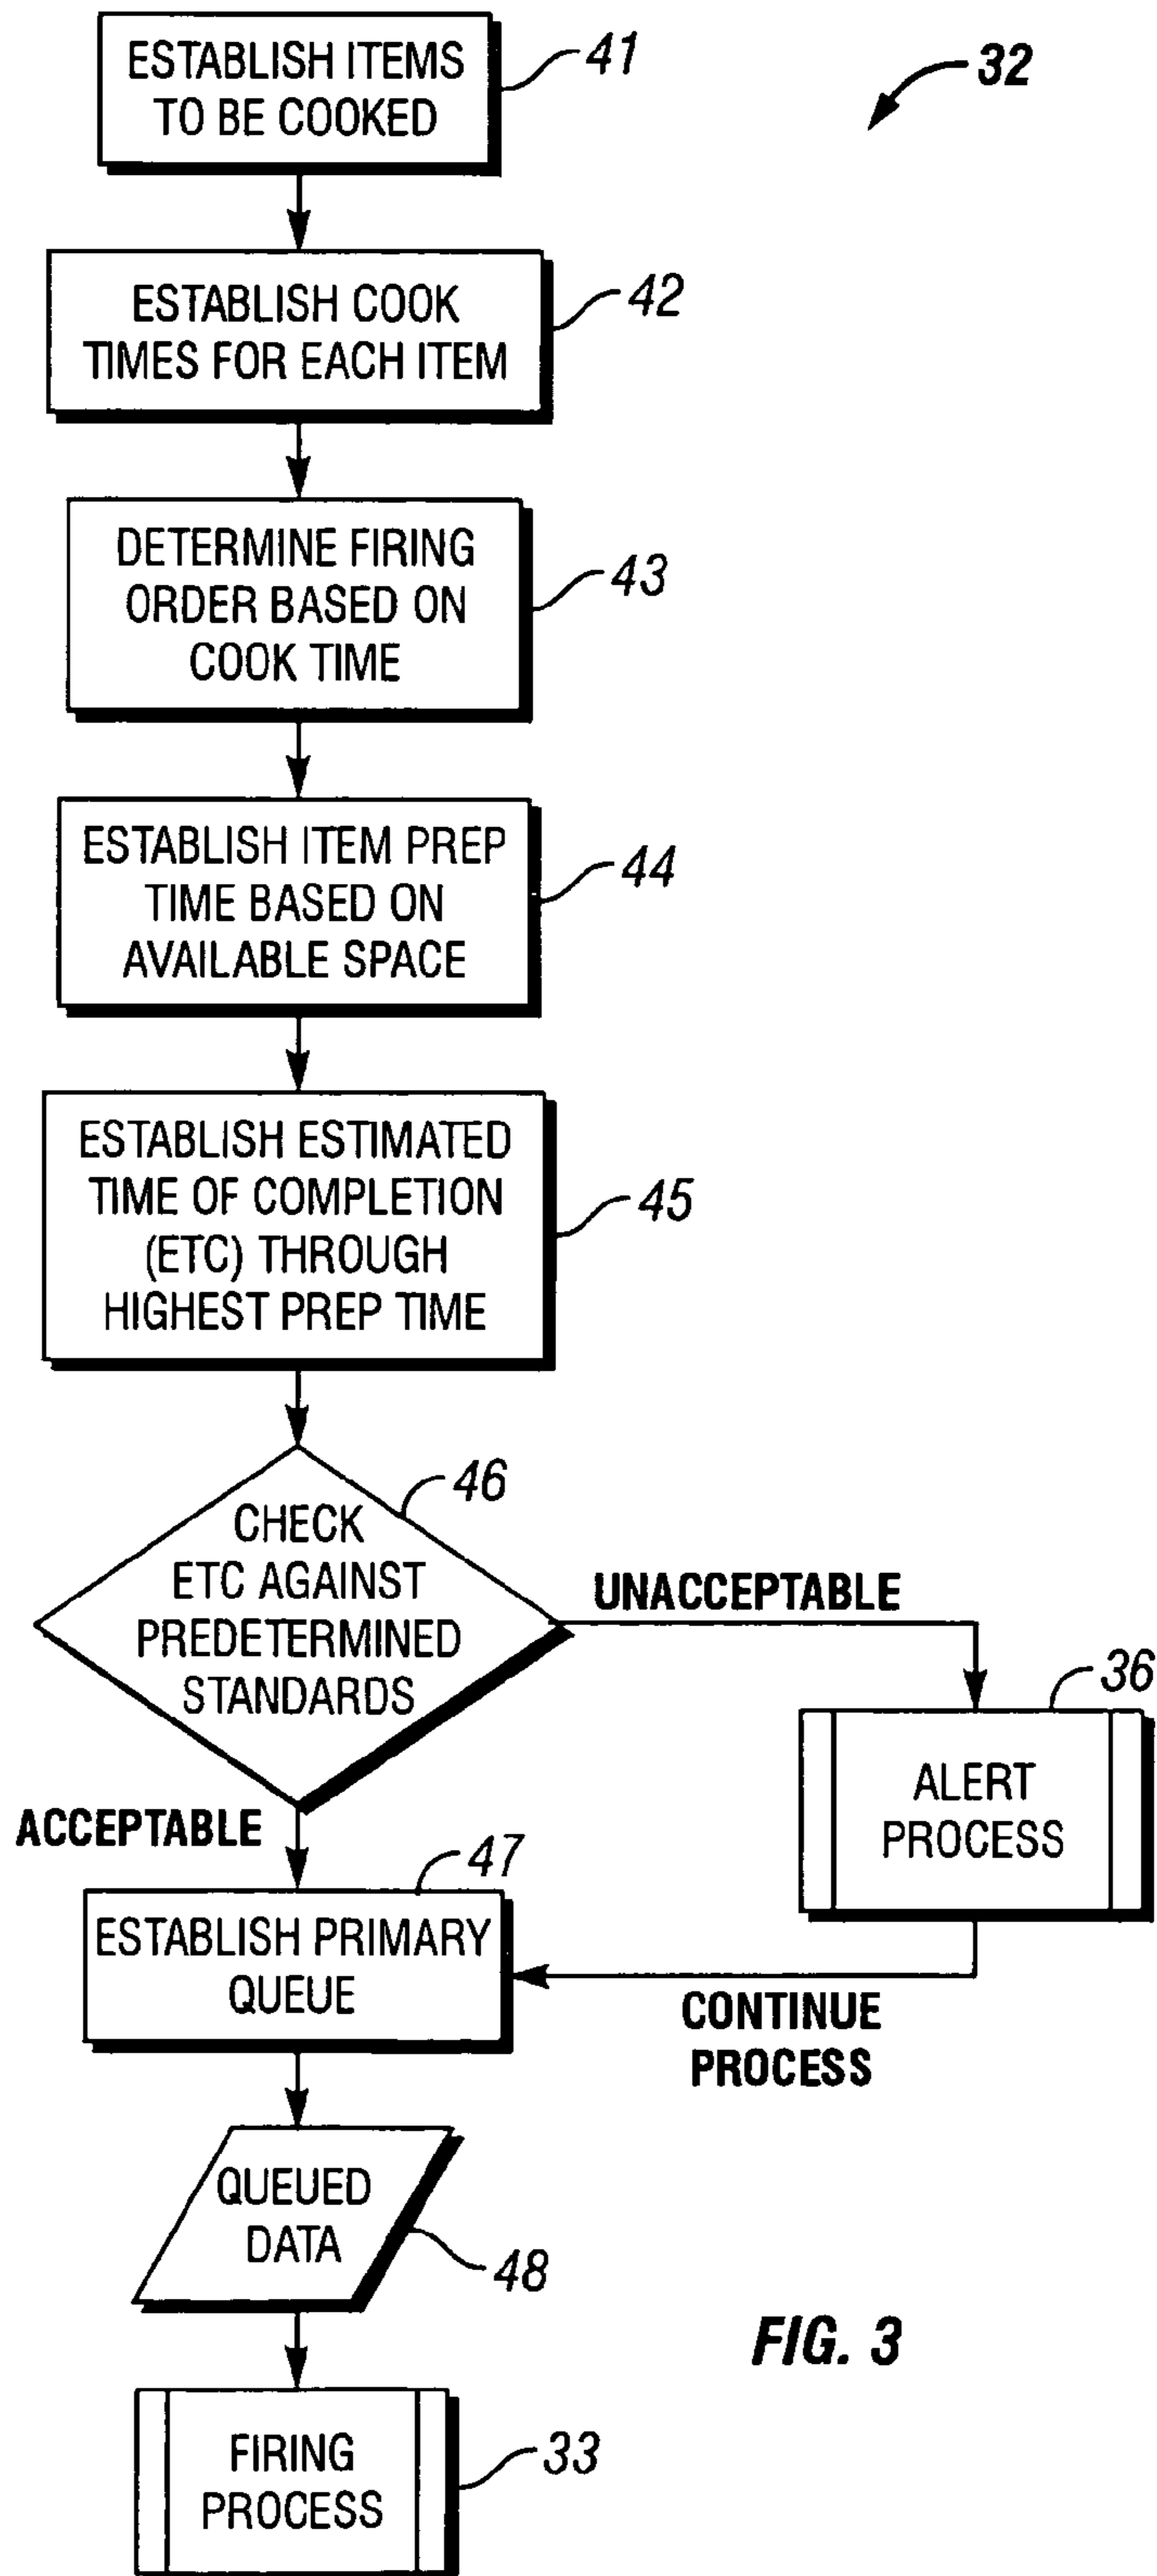 ESTABLISH ITEMS
TO BE COOKED
41
32
ESTABLISH COOK
TIMES FOR EACH ITEM
42
DETERMINE FIRING
ORDER BASED ON
COOK TIME
43
ESTABLISH ITEM PREP
TIME BASED ON
AVAILABLE SPACE
44
ESTABLISH ESTIMATED
TIME OF COMPLETION
(ETC) THROUGH
HIGHEST PREP TIME
45
46
CHECK
ETC AGAINST
PREDETERMINED
STANDARDS
UNACCEPTABLE
36
ALERT
PROCESS
ACCEPTABLE
47
ESTABLISH PRIMARY
QUEUE
CONTINUE
PROCESS
QUEUED
DATA
48
FIG. 3
FIRING
PROCESS
33